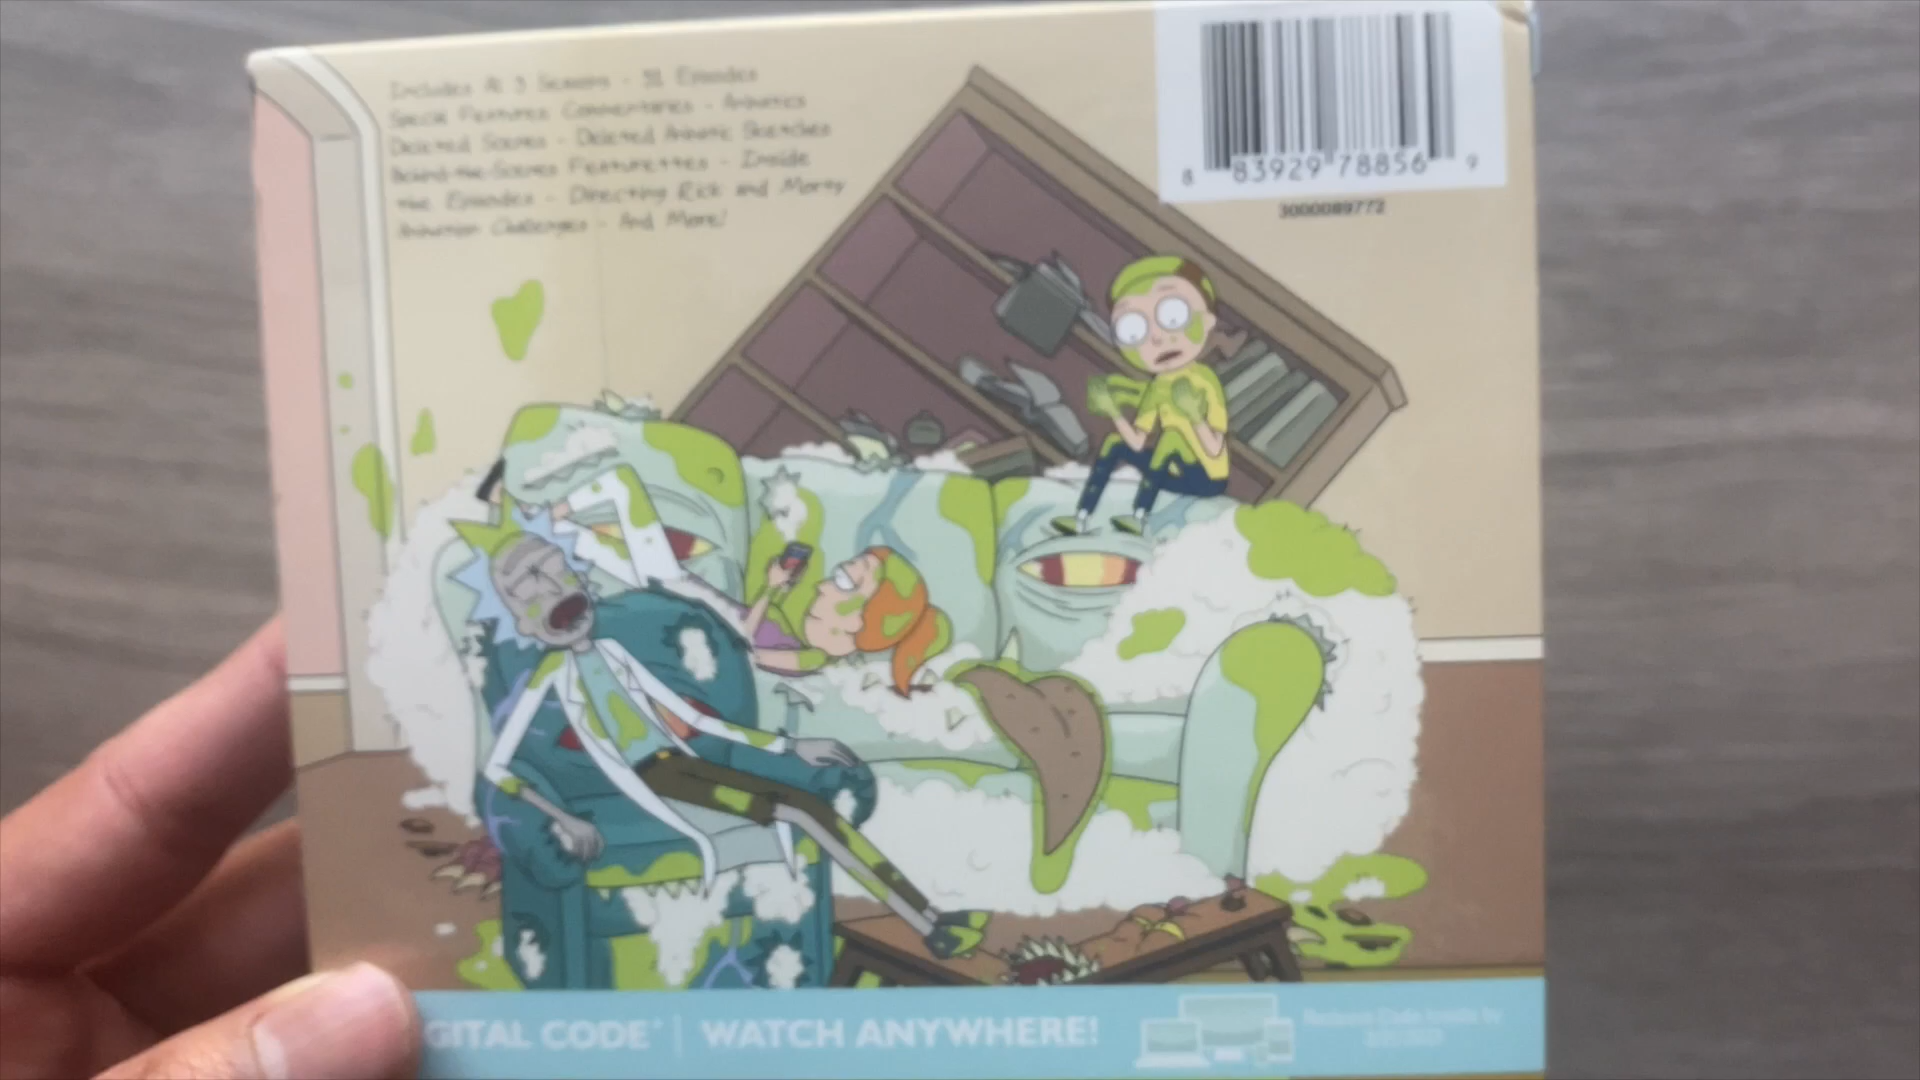 Includes All 3 Seasons - 31 Episodes
Special Features Commentaries - Animatics
Deleted Scenes - Deleted Animatic Sketches
Behind-the-Scenes Featurettes - Inside
the Episodes - Directing Rick and Morty
Animation Challenges - And More!
8 83929 78856 9
3000089772
GITAL CODE* | WATCH ANYWHERE!